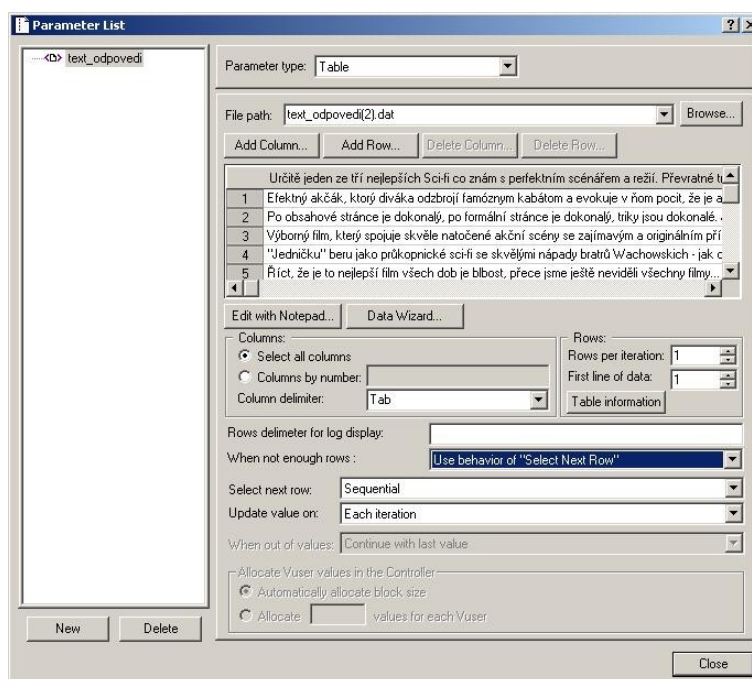 Parameter List
text_odpovedi
Parameter type: Table
File path: text_odpovedi(2).dat Browse...
Add Column... Add Row... Delete Column... Delete Row...
Určitě jeden ze tří nejlepších Sci-fi co znám s perfektním scénářem a režií. Převratné
1 Efektný akčák, ktorý diváka odzbrojí famóznym kabátom a evokuje v ňom pocit, že je
2 Po obsahové stránce je dokonalý, po formální stránce je dokonalý, triky jsou dokonalé.
3 Výborný film, který spojuje skvěle natočené akční scény se zajímavým a originálním
4 "Jedničku" beru jako průkopnické sci-fi se skvělými nápady bratrů Wachowskich - jak
5 Říct, že je to nejlepší film všech dob je blbost, přece jsme ještě neviděli všechny filmy...
Edit with Notepad... Data Wizard...
Columns: Rows:
Select all columns Rows per iteration: 1
Columns by number: First line of data: 1
Column delimiter: Tab Table information
Rows delimeter for log display:
When not enough rows : Use behavior of "Select Next Row"
Select next row: Sequential
Update value on: Each iteration
When out of values: Continue with last value
Allocate Vuser values in the Controller
Automatically allocate block size
Allocate values for each Vuser
New Delete
Close